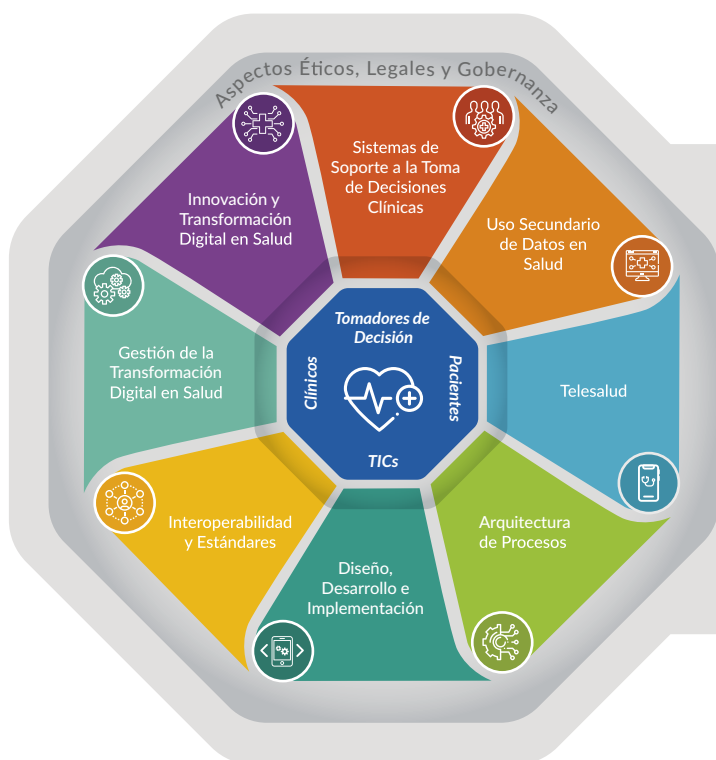 Aspectos Éticos, Legales y Gobernanza
Sistemas de
Soporte a la Toma
de Decisiones
Clínicas
Uso Secundario
de Datos en
Salud
Telesalud
Arquitectura
de Procesos
Diseño,
Desarrollo e
Implementación
Interoperabilidad
y Estándares
Gestión de la
Transformación
Digital en Salud
Innovación y
Transformación
Digital en Salud
Tomadores de
Decisión
Pacientes
TICs
Clínicos